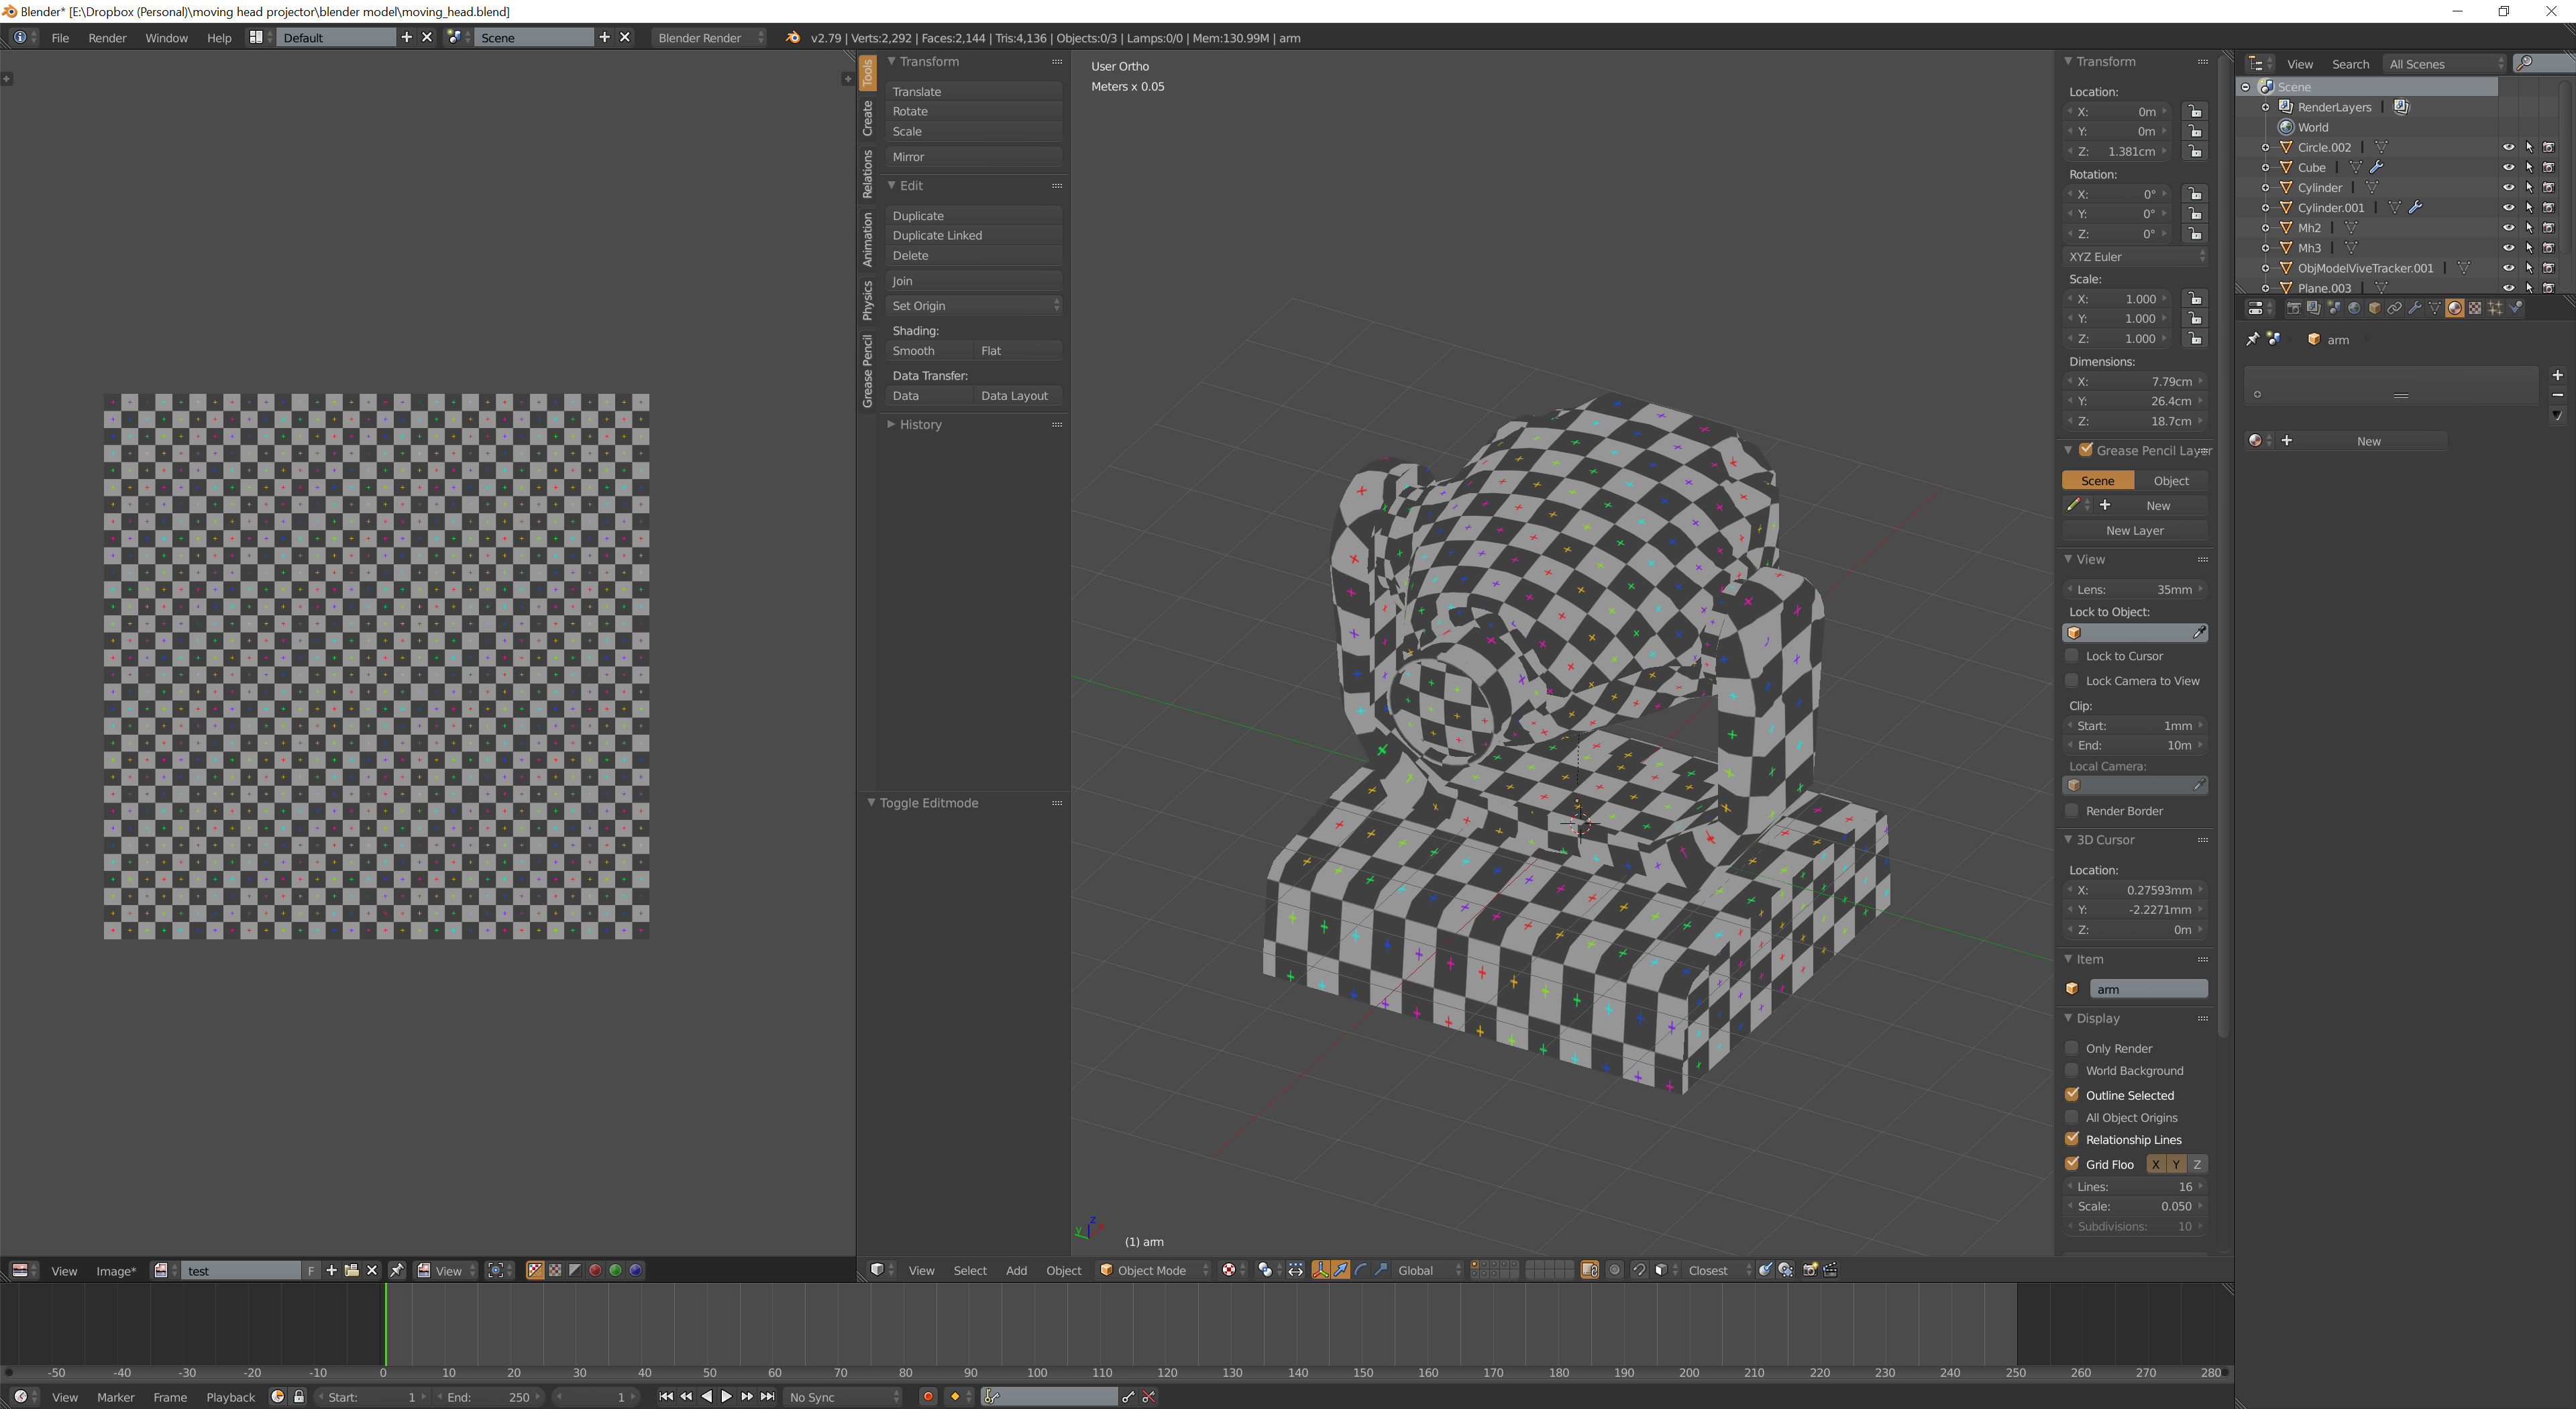 Blender* [E:\Dropbox (Personal)\moving head projector\blender model\moving_head.blend]
File Render Window Help Default Scene Blender Render v2.79 | Verts:2,292 | Faces:2,144 | Tris:4,136 | Objects:0/3 | Lamps:0/0 | Mem:130.99M | arm
Tools
Create
Relations
Animation
Physics
Grease Pencil
Transform
Translate
Rotate
Scale
Mirror
Edit
Duplicate
Duplicate Linked
Delete
Join
Set Origin
Shading:
Smooth Flat
Data Transfer:
Data Data Layout
History
Toggle Editmode
User Ortho
Meters x 0.05
(1) arm
Transform
Location:
X: 0m
Y: 0m
Z: 1.381cm
Rotation:
X: 0°
Y: 0°
Z: 0°
XYZ Euler
Scale:
X: 1.000
Y: 1.000
Z: 1.000
Dimensions:
X: 7.79cm
Y: 26.4cm
Z: 18.7cm
Grease Pencil Layer
Scene Object
New
New Layer
View
Lens: 35mm
Lock to Object:
Lock to Cursor
Lock Camera to View
Clip:
Start: 1mm
End: 10m
Local Camera:
Render Border
3D Cursor
Location:
X: 0.27593mm
Y: -2.2271mm
Z: 0m
Item
arm
Display
Only Render
World Background
Outline Selected
All Object Origins
Relationship Lines
Grid Floo X Y Z
Lines: 16
Scale: 0.050
Subdivisions: 10
View Search All Scenes
Scene
RenderLayers |
World
Circle.002 |
Cube |
Cylinder |
Cylinder.001 |
Mh2 |
Mh3 |
ObjModelViveTracker.001 |
Plane.003 |
arm
New
View Image* test F View
View Select Add Object Object Mode Global Closest
-50 -40 -30 -20 -10 0 10 20 30 40 50 60 70 80 90 100 110 120 130 140 150 160 170 180 190 200 210 220 230 240 250 260 270 280
View Marker Frame Playback Start: 1 End: 250 1 No Sync